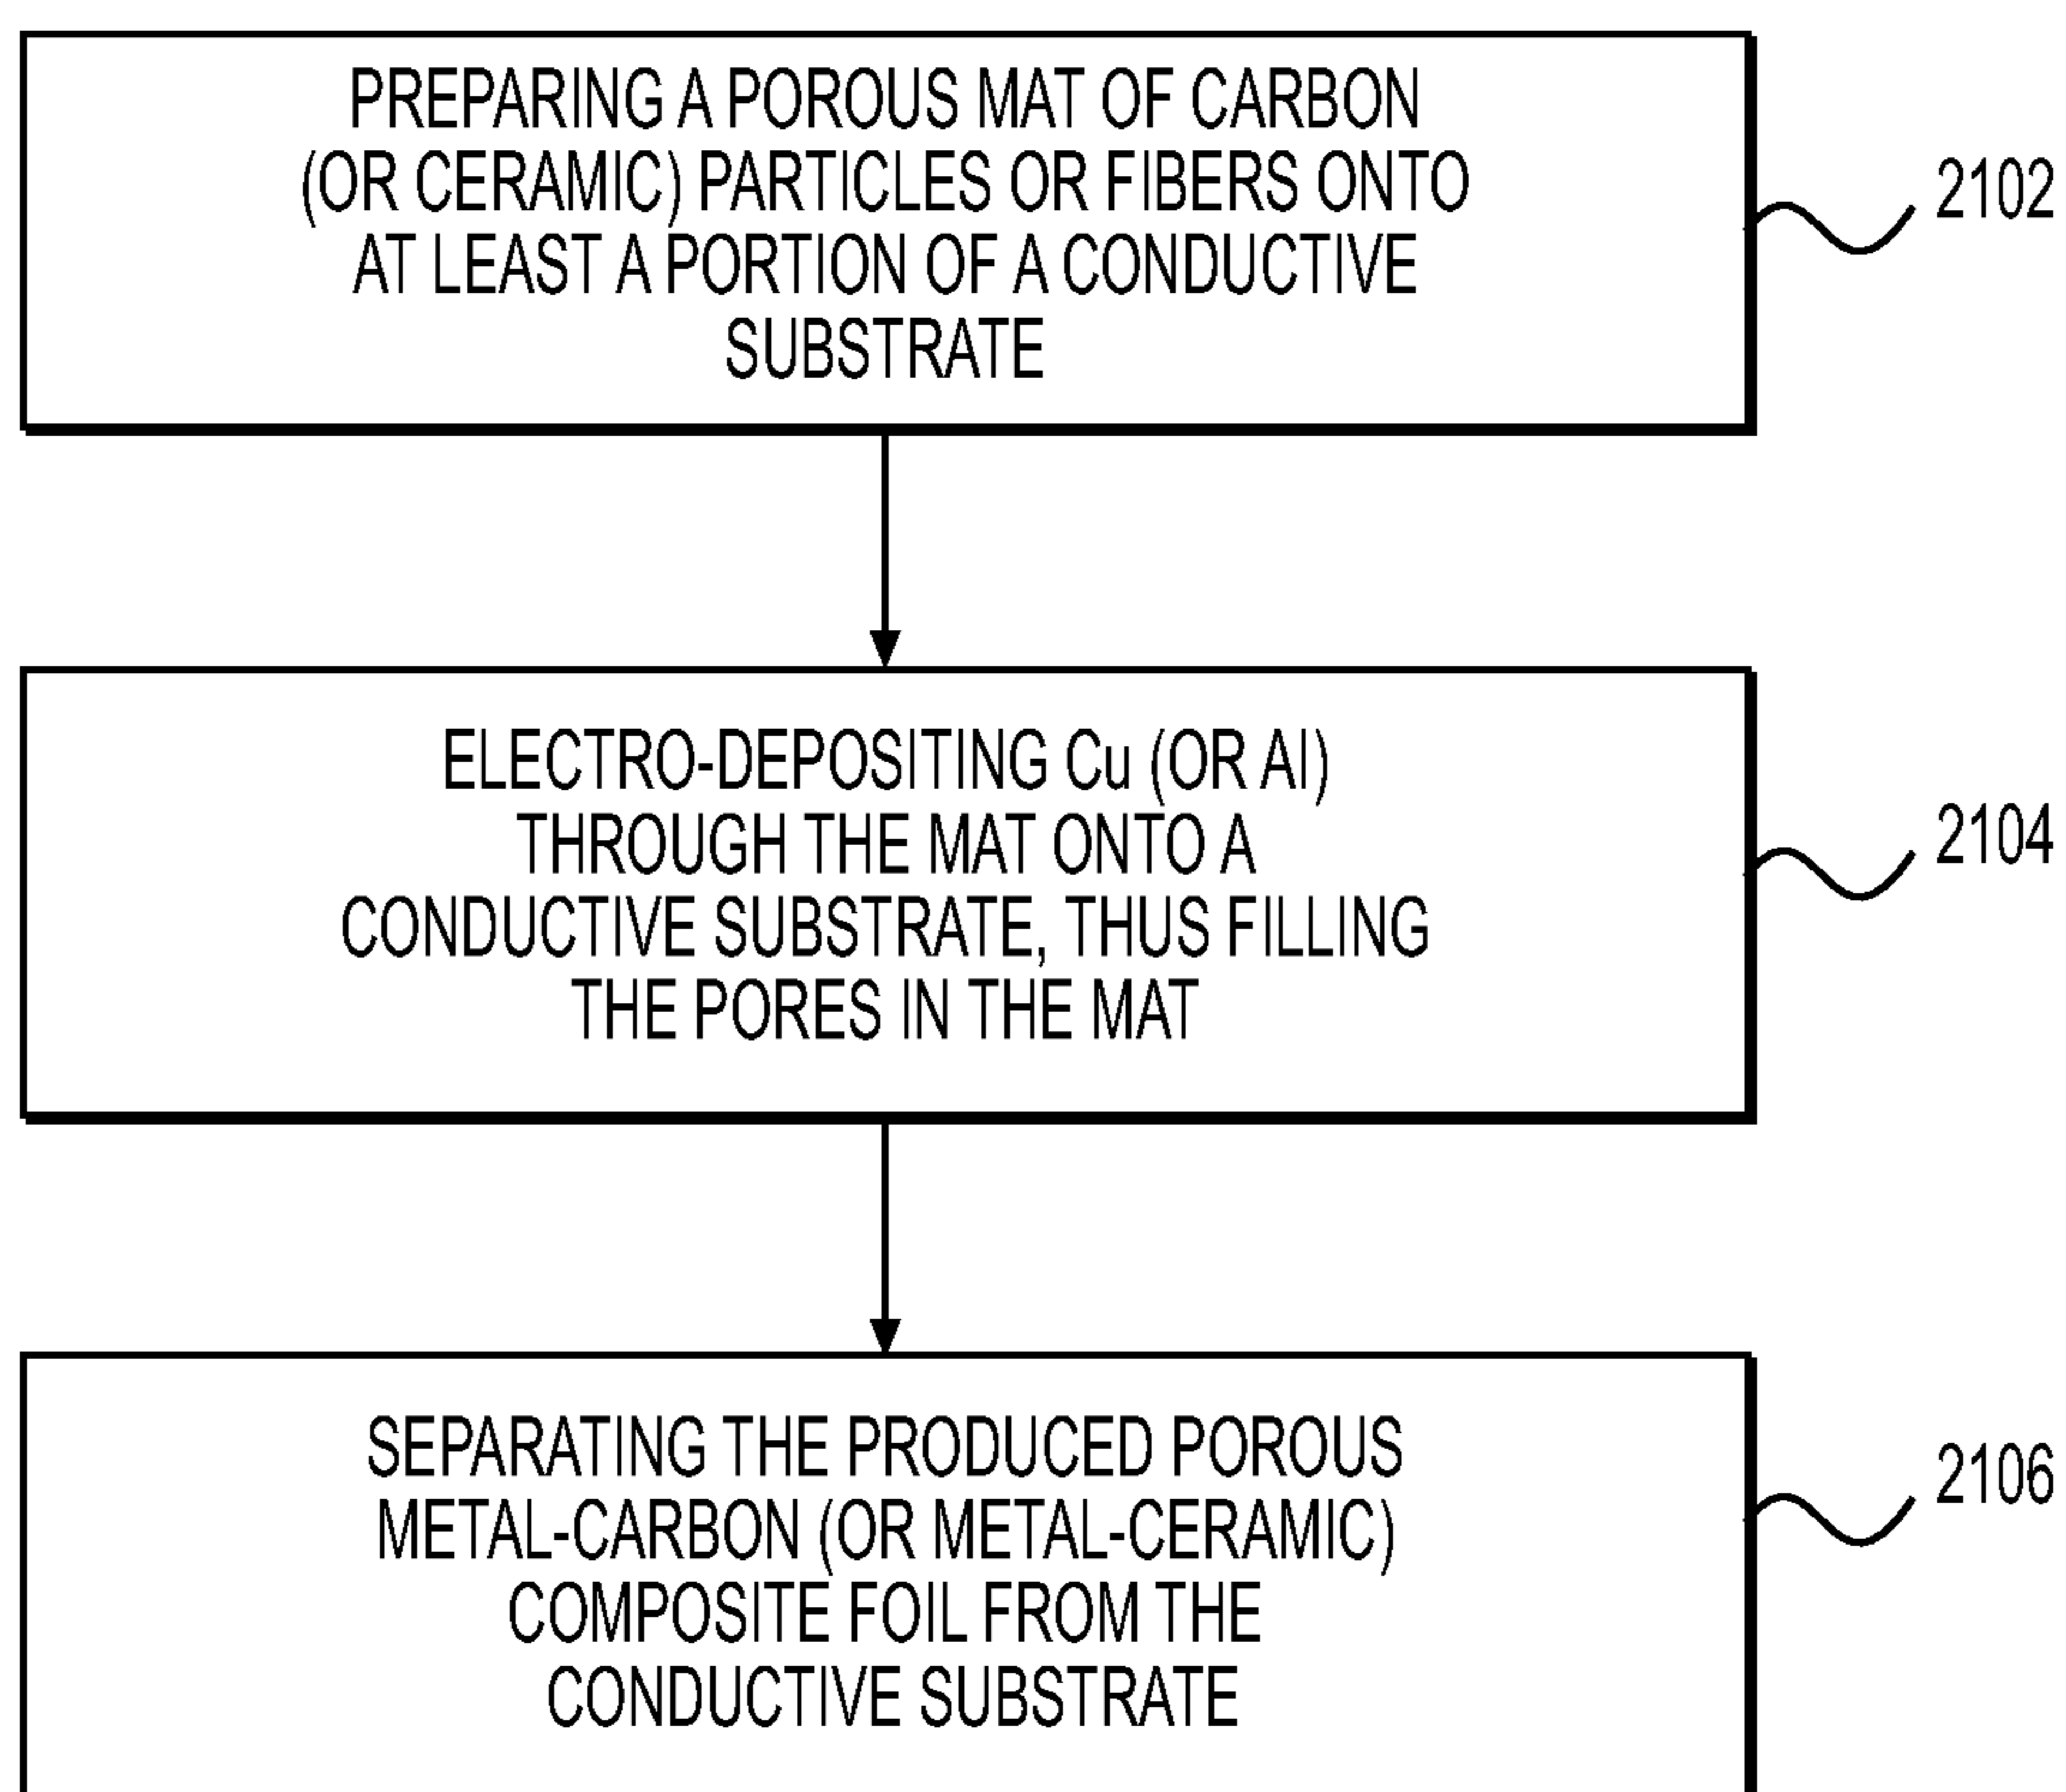 PREPARING A POROUS MAT OF CARBON
(OR CERAMIC) PARTICLES OR FIBERS ONTO
AT LEAST A PORTION OF A CONDUCTIVE
SUBSTRATE
2102
ELECTRO-DEPOSITING Cu (OR Al)
THROUGH THE MAT ONTO A
CONDUCTIVE SUBSTRATE, THUS FILLING
THE PORES IN THE MAT
2104
SEPARATING THE PRODUCED POROUS
METAL-CARBON (OR METAL-CERAMIC)
COMPOSITE FOIL FROM THE
CONDUCTIVE SUBSTRATE
2106